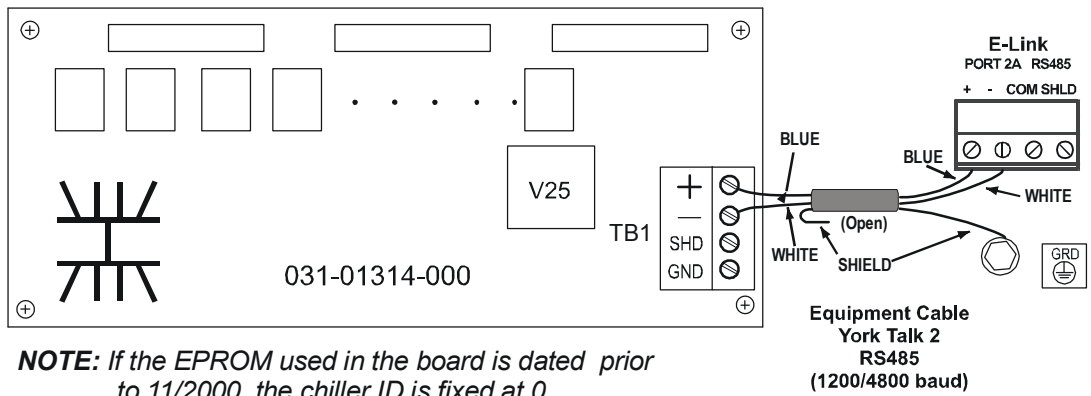 E-Link
PORT 2A RS485
+ - COM SHLD
BLUE
BLUE
WHITE
V25
TB1
+
—
SHD
GND
(Open)
WHITE
SHIELD
GRD
031-01314-000
Equipment Cable
York Talk 2
RS485
(1200/4800 baud)
NOTE: If the EPROM used in the board is dated prior
to 11/2000, the chiller ID is fixed at 0